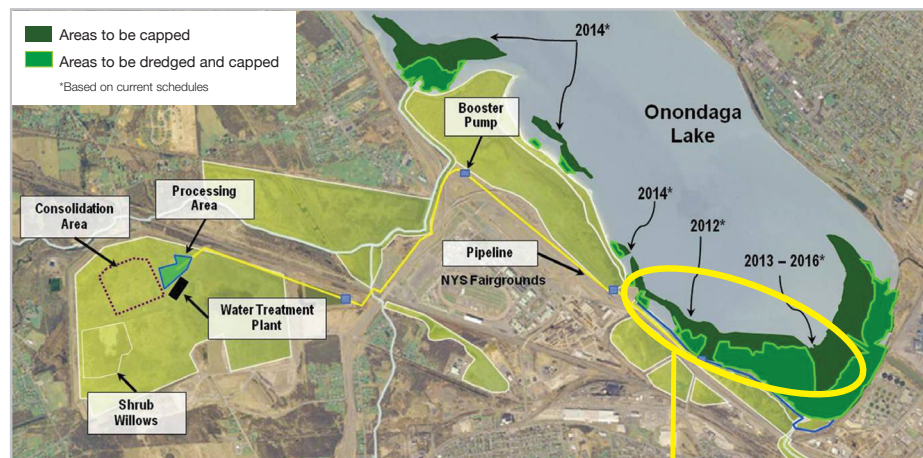 Areas to be capped
Areas to be dredged and capped
*Based on current schedules
2014*
Booster
Pump
Onondaga
Lake
Processing
Area
Consolidation
Area
2014*
2012*
Pipeline
2013 – 2016*
NYS Fairgrounds
Water Treatment
Plant
Shrub
Willows